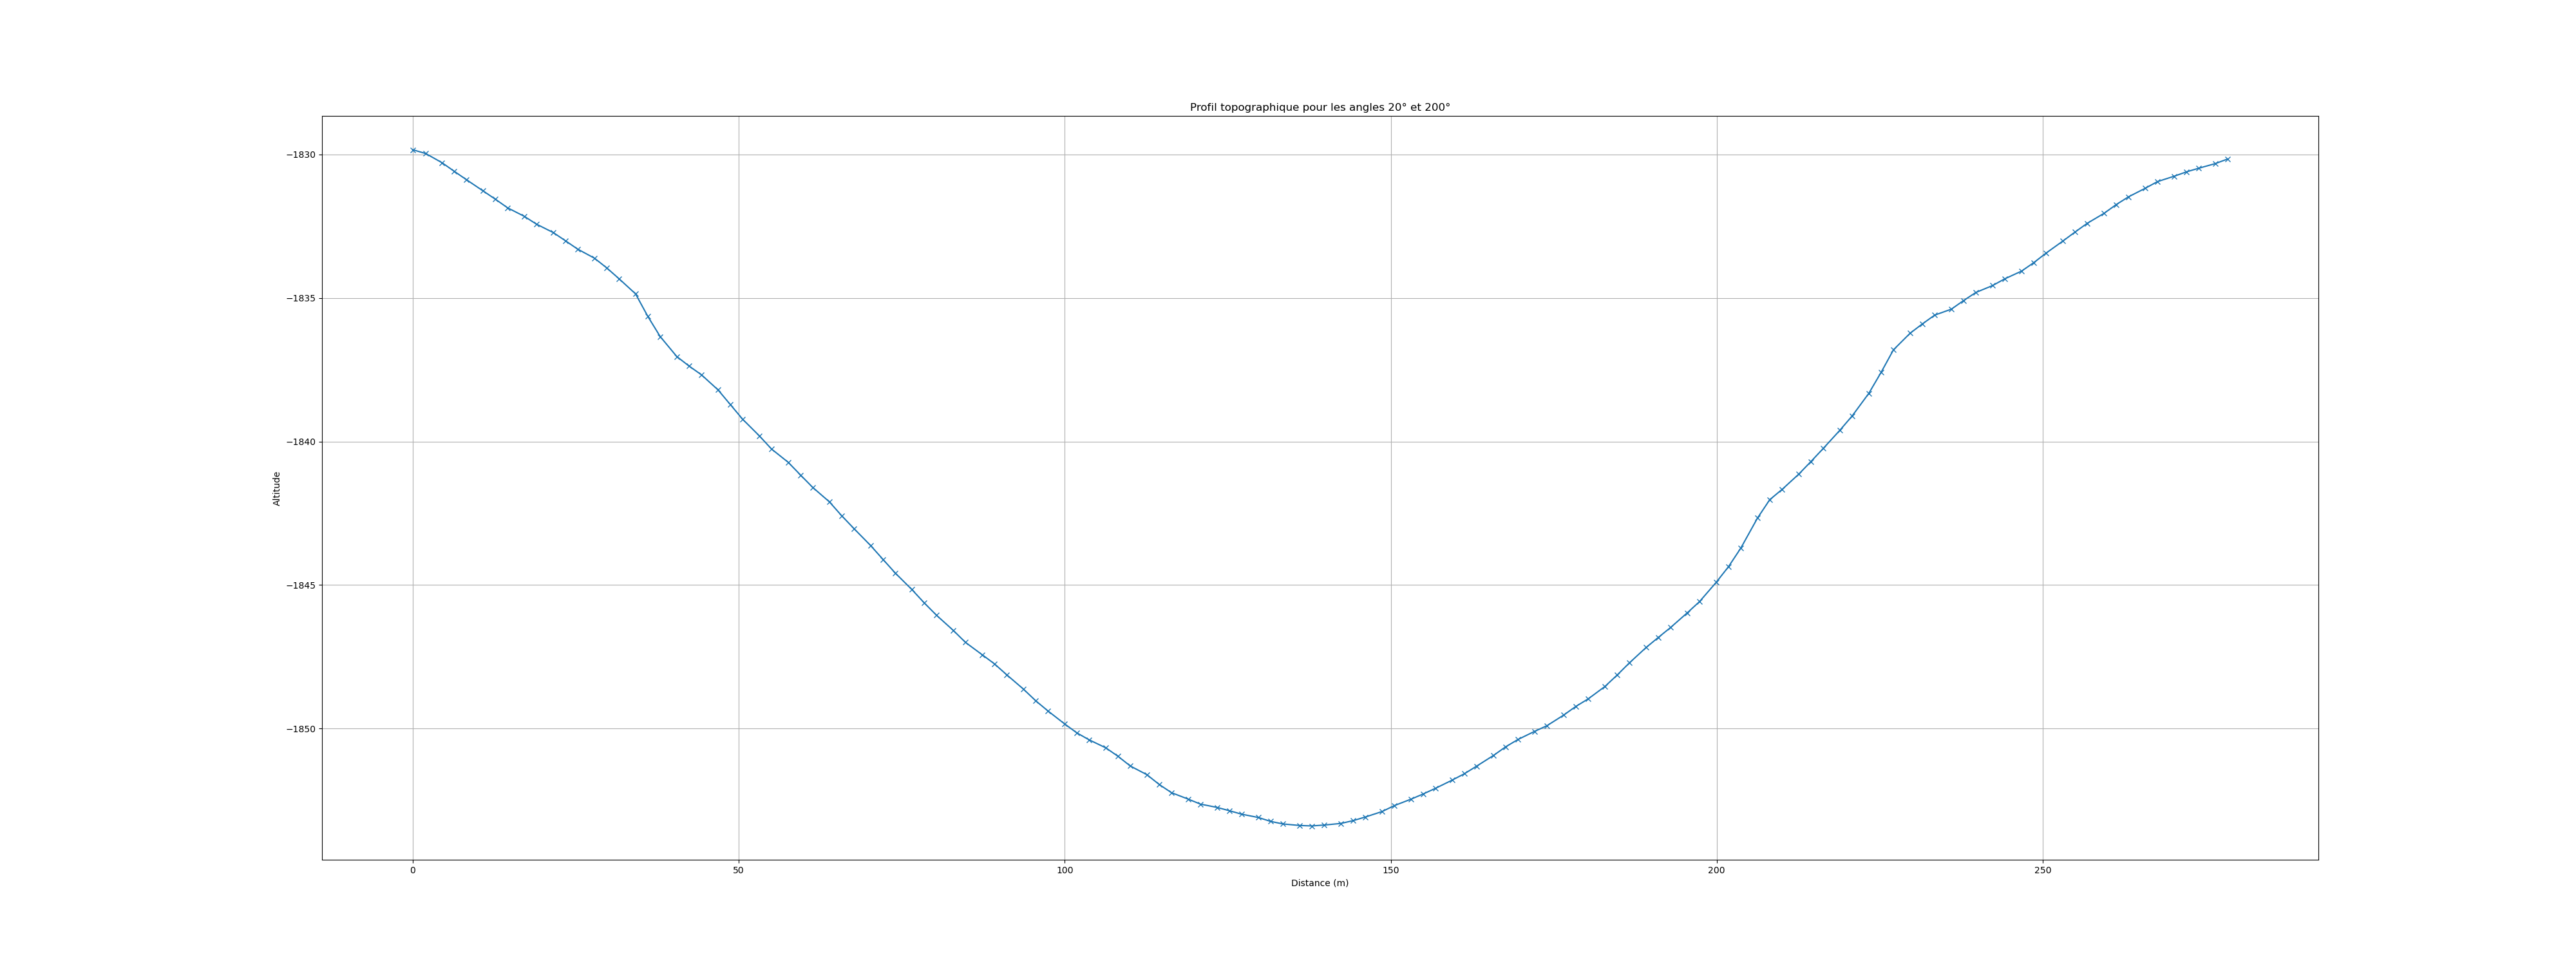 Profil topographique pour les angles 20° et 200°
−1830
−1835
−1840
−1845
−1850
Altitude
0 50 100 150 200 250
Distance (m)